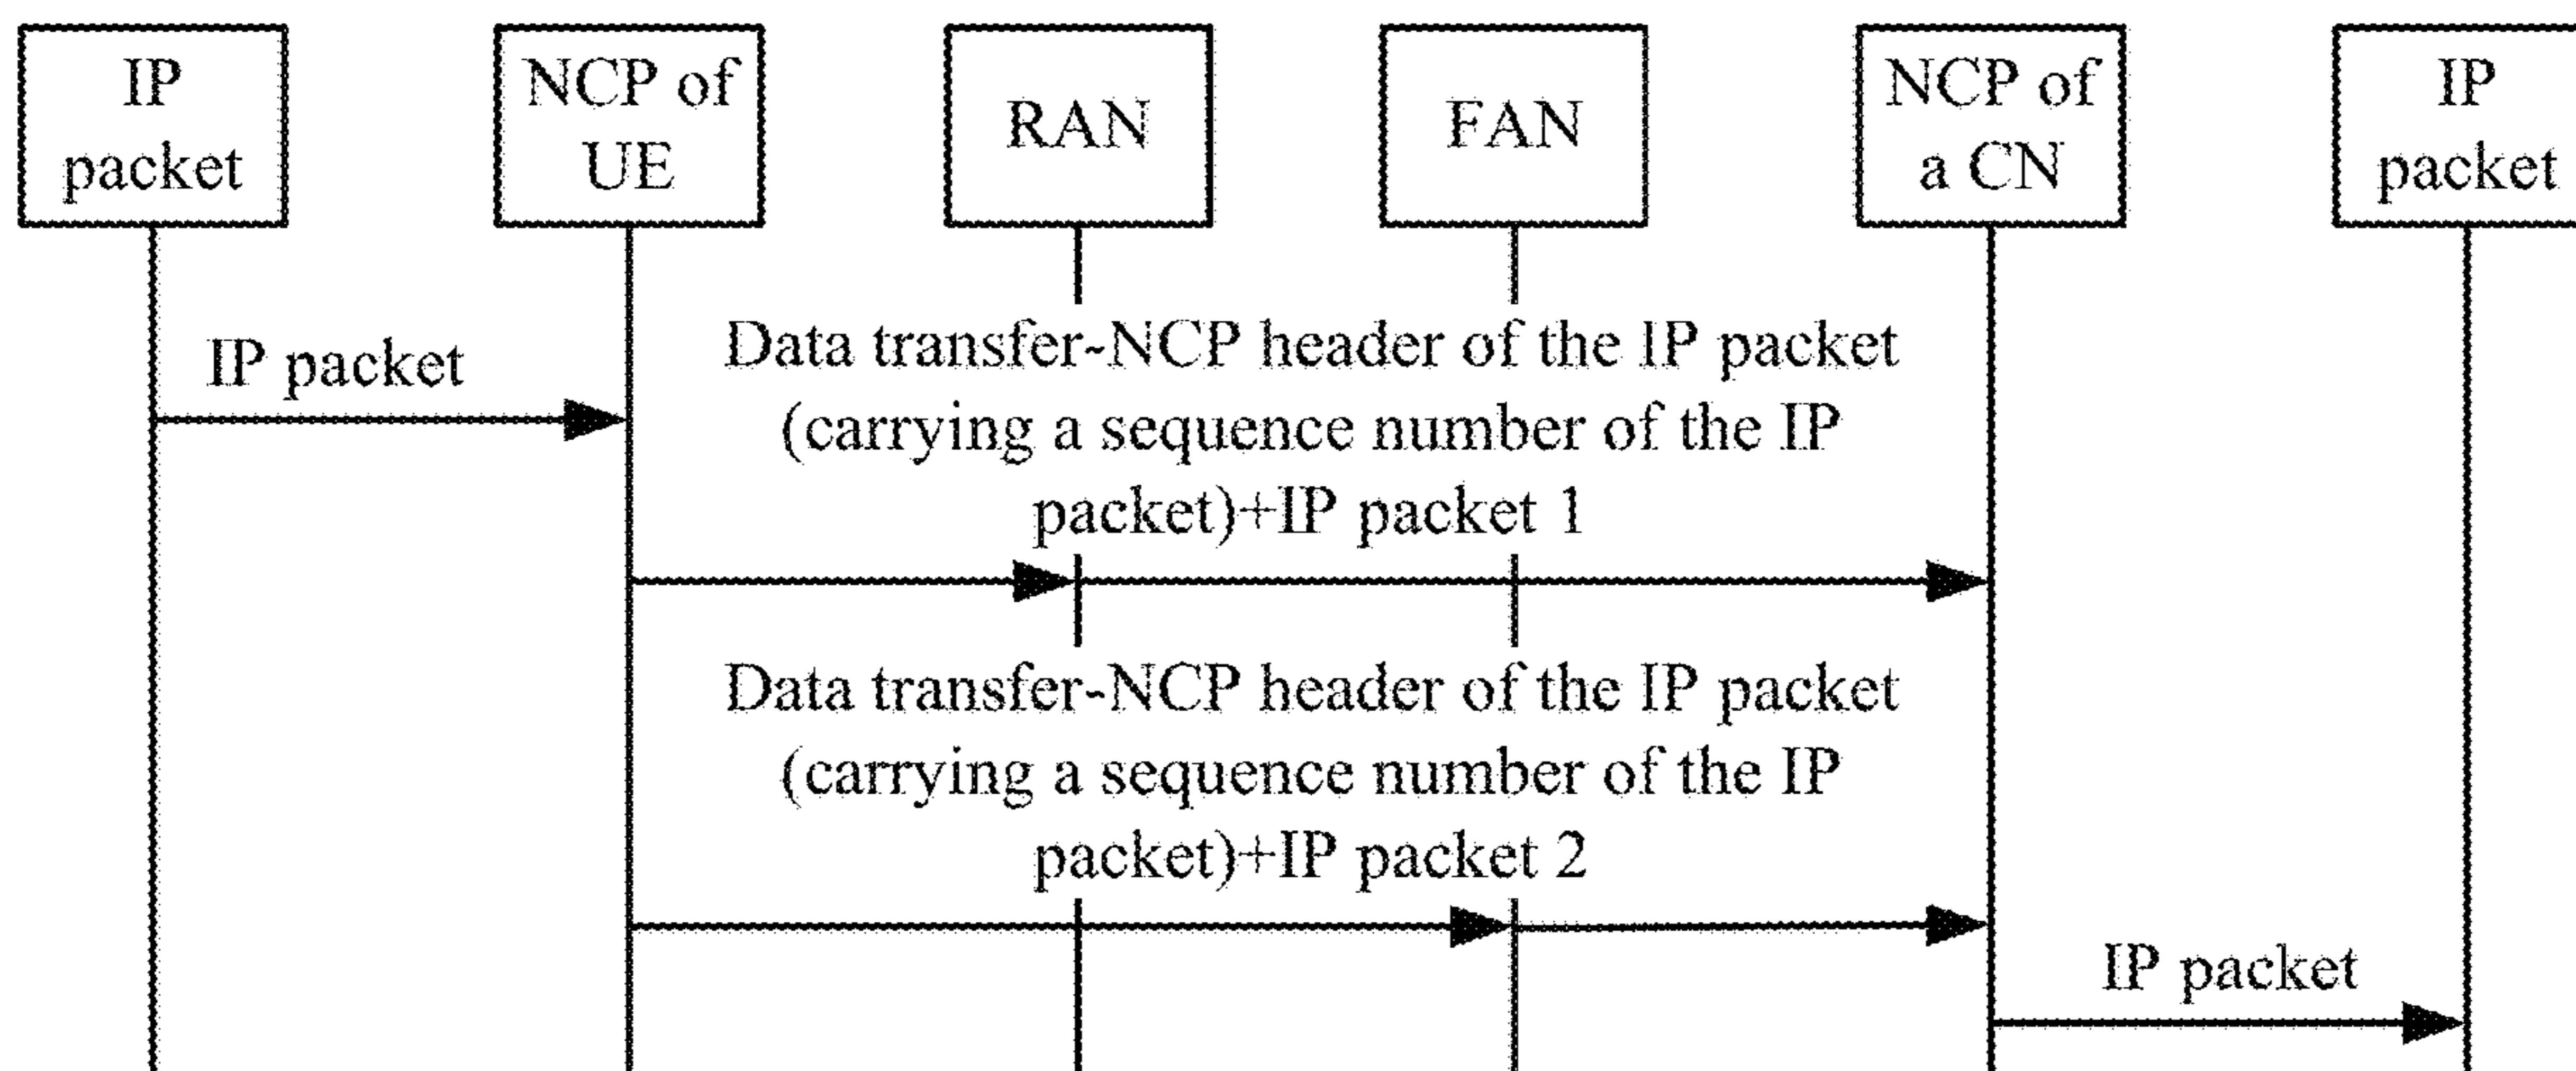 IP
packet
NCP of
UE
RAN
FAN
NCP of
a CN
IP
packet
IP packet
Data transfer-NCP header of the IP packet
(carrying a sequence number of the IP
packet)+IP packet 1
Data transfer-NCP header of the IP packet
(carrying a sequence number of the IP
packet)+IP packet 2
IP packet